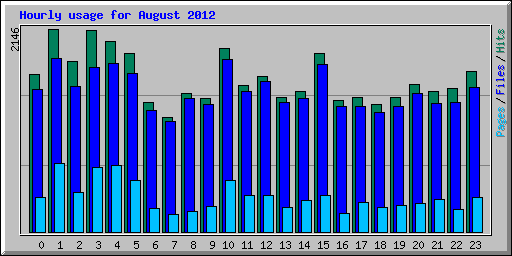 Hourly usage for August 2012
2146
Pages / Files / Hits
0 1 2 3 4 5 6 7 8 9 10 11 12 13 14 15 16 17 18 19 20 21 22 23